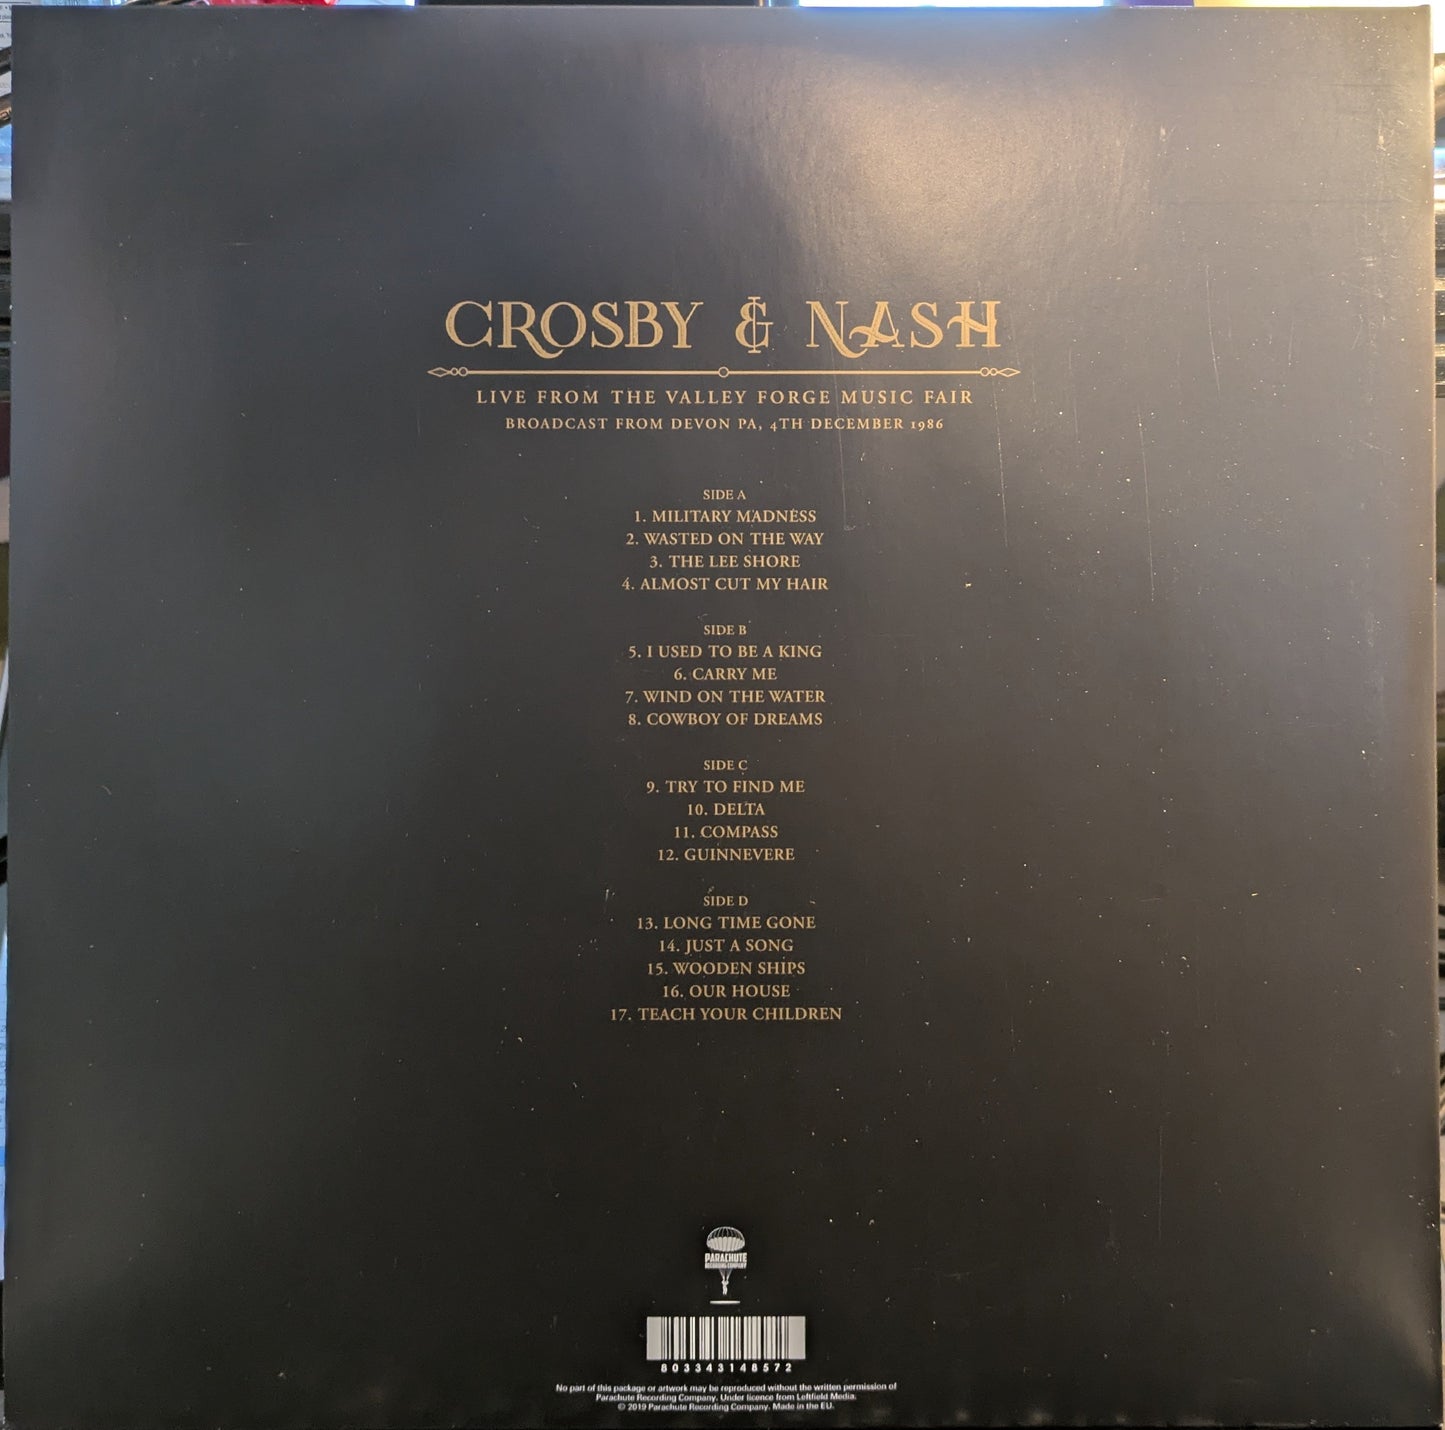 CROSBY & NASH
LIVE FROM THE VALLEY FORGE MUSIC FAIR
BROADCAST FROM DEVON PA, 4TH DECEMBER 1986
SIDE A
1. MILITARY MADNESS
2. WASTED ON THE WAY
3. THE LEE SHORE
4. ALMOST CUT MY HAIR
SIDE B
5. I USED TO BE A KING
6. CARRY ME
7. WIND ON THE WATER
8. COWBOY OF DREAMS
SIDE C
9. TRY TO FIND ME
10. DELTA
11. COMPASS
12. GUINNEVERE
SIDE D
13. LONG TIME GONE
14. JUST A SONG
15. WOODEN SHIPS
16. OUR HOUSE
17. TEACH YOUR CHILDREN
PARACHUTE
RECORDING COMPANY
803343148572
No part of this package or artwork may be reproduced without the written permission of
Parachute Recording Company. Under licence from Leftfield Media.
© 2019 Parachute Recording Company. Made in the EU.